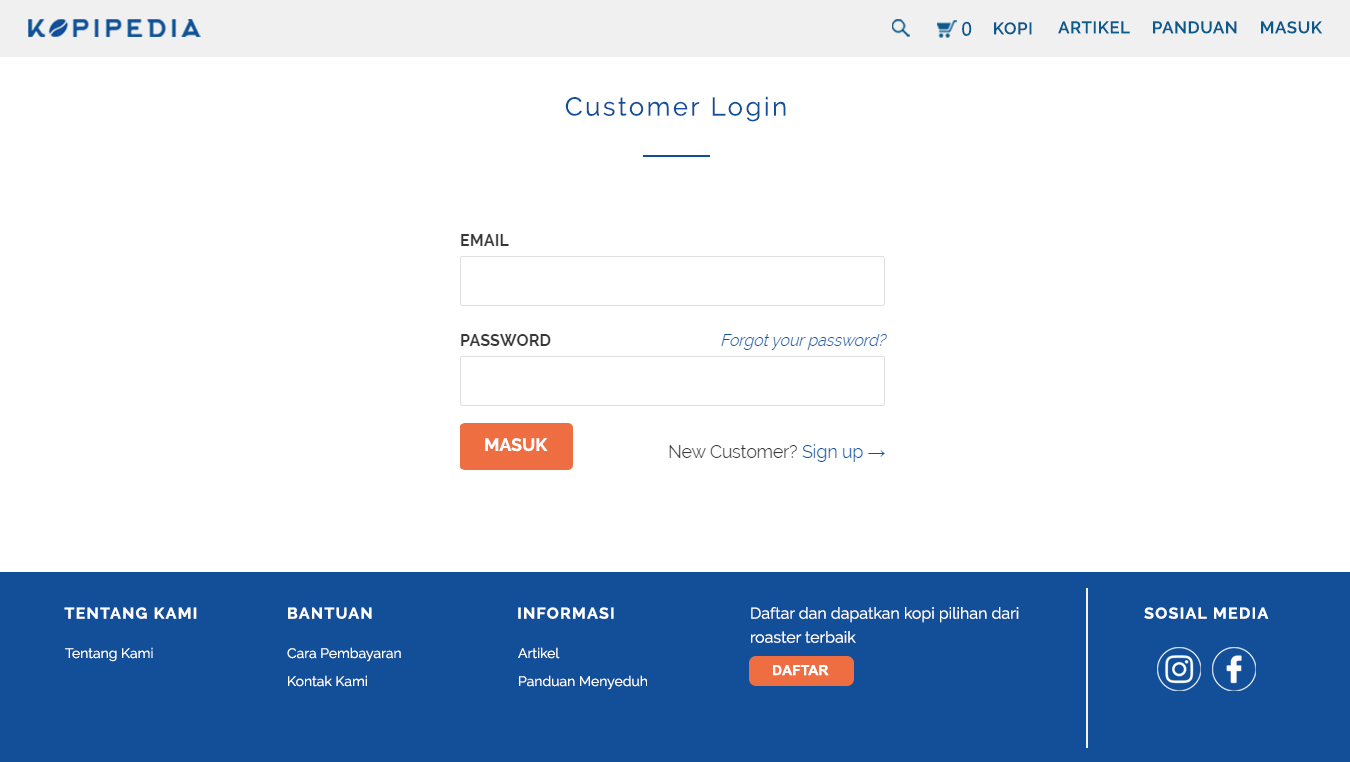 KOPIPEDIA
0 KOPI ARTIKEL PANDUAN MASUK
Customer Login
EMAIL
PASSWORD Forgot your password?
MASUK
New Customer? Sign up →
TENTANG KAMI
Tentang Kami
BANTUAN
Cara Pembayaran
Kontak Kami
INFORMASI
Artikel
Panduan Menyeduh
Daftar dan dapatkan kopi pilihan dari
roaster terbaik
DAFTAR
SOSIAL MEDIA